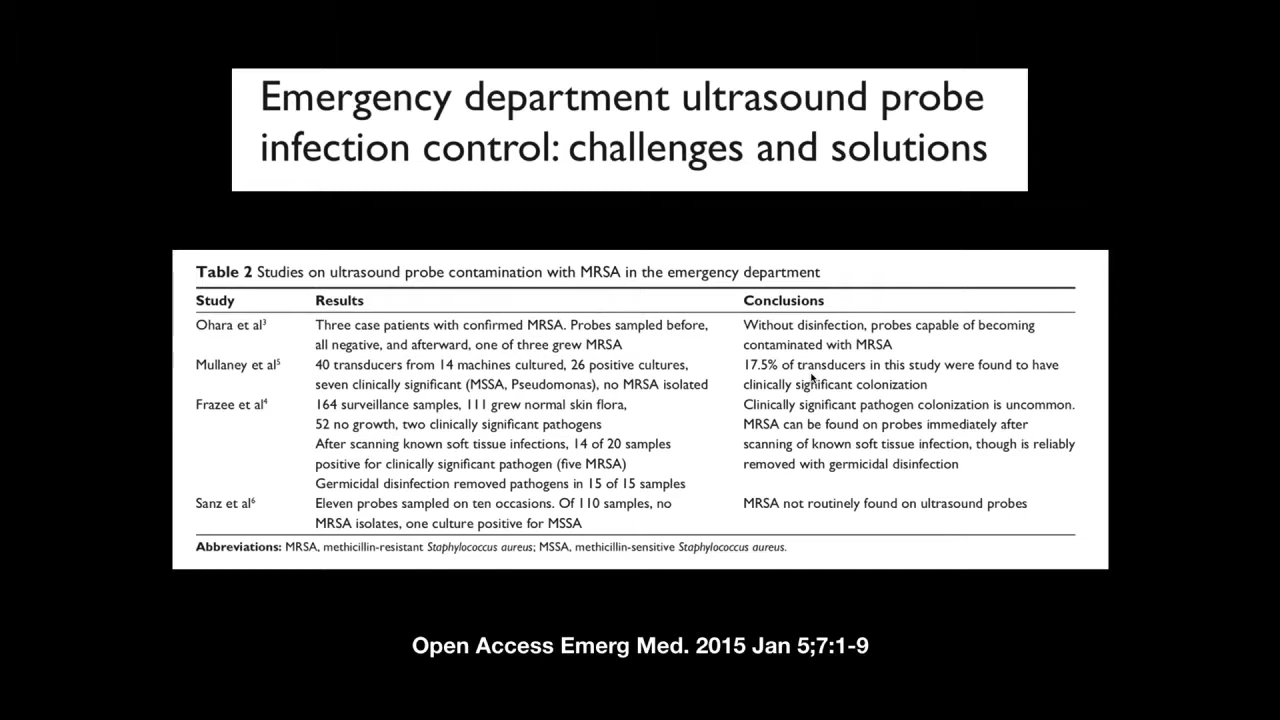 Emergency department ultrasound probe
infection control: challenges and solutions
Table 2 Studies on ultrasound probe contamination with MRSA in the emergency department
Study Results Conclusions
Ohara et al³ Three case patients with confirmed MRSA. Probes sampled before, Without disinfection, probes capable of becoming
all negative, and afterward, one of three grew MRSA contaminated with MRSA
Mullaney et al⁵ 40 transducers from 14 machines cultured, 26 positive cultures, 17.5% of transducers in this study were found to have
seven clinically significant (MSSA, Pseudomonas), no MRSA isolated clinically significant colonization
Frazee et al⁴ 164 surveillance samples, 111 grew normal skin flora, Clinically significant pathogen colonization is uncommon.
52 no growth, two clinically significant pathogens MRSA can be found on probes immediately after
After scanning known soft tissue infections, 14 of 20 samples scanning of known soft tissue infection, though is reliably
positive for clinically significant pathogen (five MRSA) removed with germicidal disinfection
Germicidal disinfection removed pathogens in 15 of 15 samples
Sanz et al⁶ Eleven probes sampled on ten occasions. Of 110 samples, no MRSA not routinely found on ultrasound probes
MRSA isolates, one culture positive for MSSA
Abbreviations: MRSA, methicillin-resistant Staphylococcus aureus; MSSA, methicillin-sensitive Staphylococcus aureus.
Open Access Emerg Med. 2015 Jan 5;7:1-9